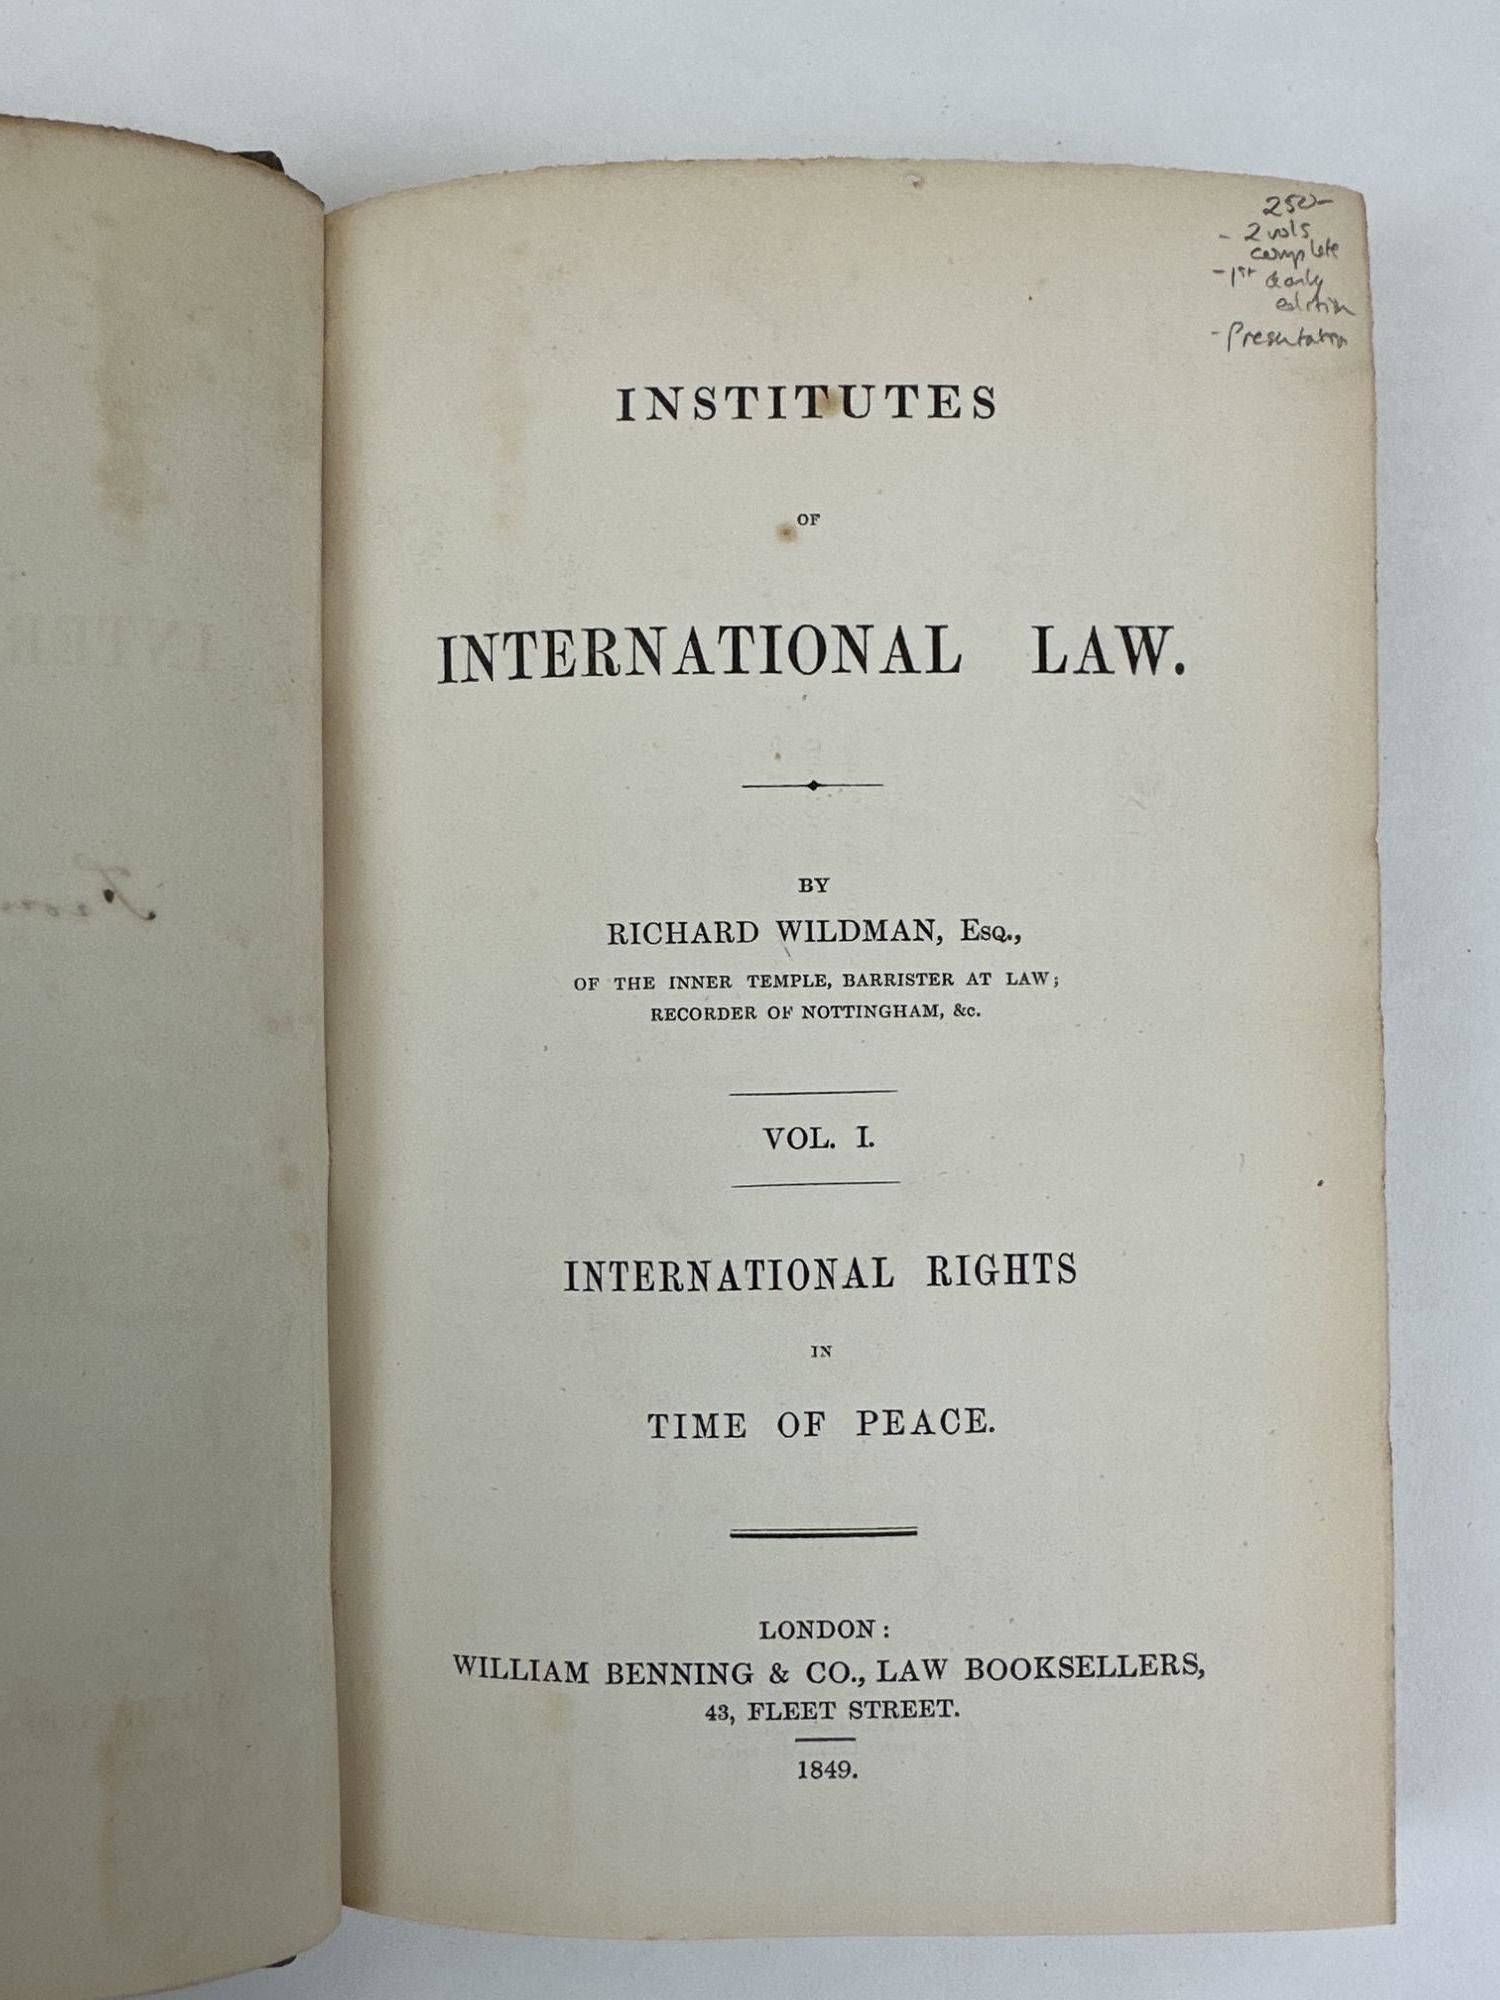 250-
- 2 vols
complete
- 1st early
edition
- Presentation
INSTITUTES
OF
INTERNATIONAL LAW.
BY
RICHARD WILDMAN, ESQ.,
OF THE INNER TEMPLE, BARRISTER AT LAW;
RECORDER OF NOTTINGHAM, &c.
VOL. I.
INTERNATIONAL RIGHTS
IN
TIME OF PEACE.
LONDON:
WILLIAM BENNING & CO., LAW BOOKSELLERS,
43, FLEET STREET.
1849.